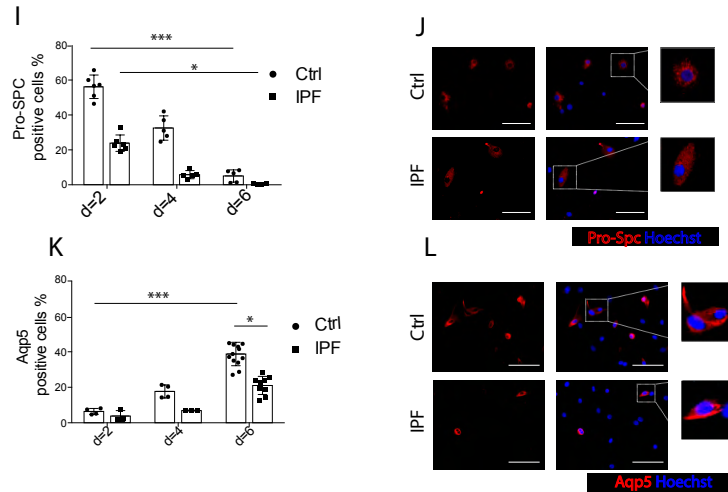 I
***
*
Ctrl
IPF
Pro-SPC
positive cells %
80
60
40
20
0
d=2
d=4
d=6
J
Ctrl
IPF
Pro-Spc Hoechst
K
***
*
Ctrl
IPF
Aqp5
positive cells %
80
60
40
20
0
d=2
d=4
d=6
L
Ctrl
IPF
Aqp5 Hoechst